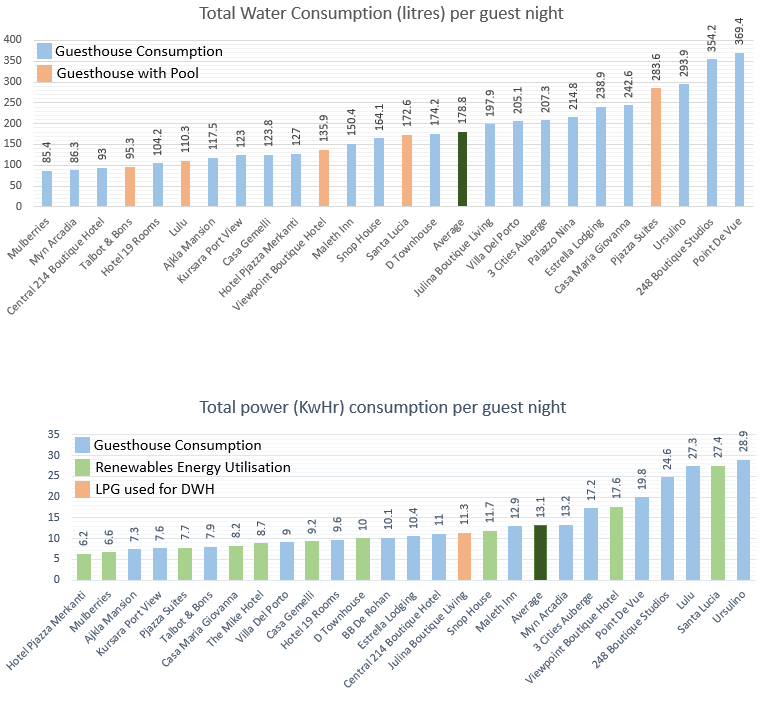 Total Water Consumption (litres) per guest night
400
350
300
250
200
150
100
50
0
Guesthouse Consumption
Guesthouse with Pool
85.4
86.3
93
95.3
104.2
110.3
117.5
123
123.8
127
135.9
150.4
164.1
172.6
174.2
178.8
197.9
205.1
207.3
214.8
238.9
242.6
283.6
293.9
354.2
369.4
Mulberries
Myn Arcadia
Central 214 Boutique Hotel
Talbot & Bons
Hotel 19 Rooms
Lulu
Ajkla Mansion
Kursara Port View
Casa Gemelli
Hotel Pjazza Merkanti
Viewpoint Boutique Hotel
Maleth Inn
Snop House
Santa Lucia
D Townhouse
Average
Julina Boutique Living
Villa Del Porto
3 Cities Auberge
Palazzo Nina
Estrella Lodging
Casa Maria Giovanna
Pjazza Suites
Ursulino
248 Boutique Studios
Point De Vue
Total power (KwHr) consumption per guest night
35
30
25
20
15
10
5
0
Guesthouse Consumption
Renewables Energy Utilisation
LPG used for DWH
6.2
6.6
7.3
7.6
7.7
7.9
8.2
8.7
9
9.2
9.6
10
10.1
10.4
11
11.3
11.7
12.9
13.1
13.2
17.2
17.6
19.8
24.6
27.3
27.4
28.9
Hotel Pjazza Merkanti
Mulberries
Ajkla Mansion
Kursara Port View
Pjazza Suites
Talbot & Bons
Casa Maria Giovanna
The Mike Hotel
Villa Del Porto
Casa Gemelli
Hotel 19 Rooms
D Townhouse
BB De Rohan
Estrella Lodging
Central 214 Boutique Hotel
Julina Boutique Living
Snop House
Maleth Inn
Average
Myn Arcadia
3 Cities Auberge
Viewpoint Boutique Hotel
Point De Vue
248 Boutique Studios
Lulu
Santa Lucia
Ursulino